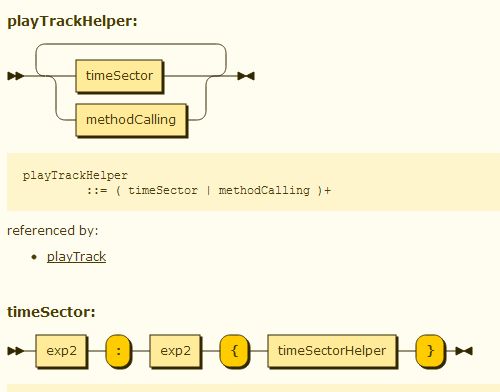 playTrackHelper:
timeSector
methodCalling
playTrackHelper
::= ( timeSector | methodCalling )+
referenced by:
• playTrack
timeSector:
exp2 : exp2 { timeSectorHelper }